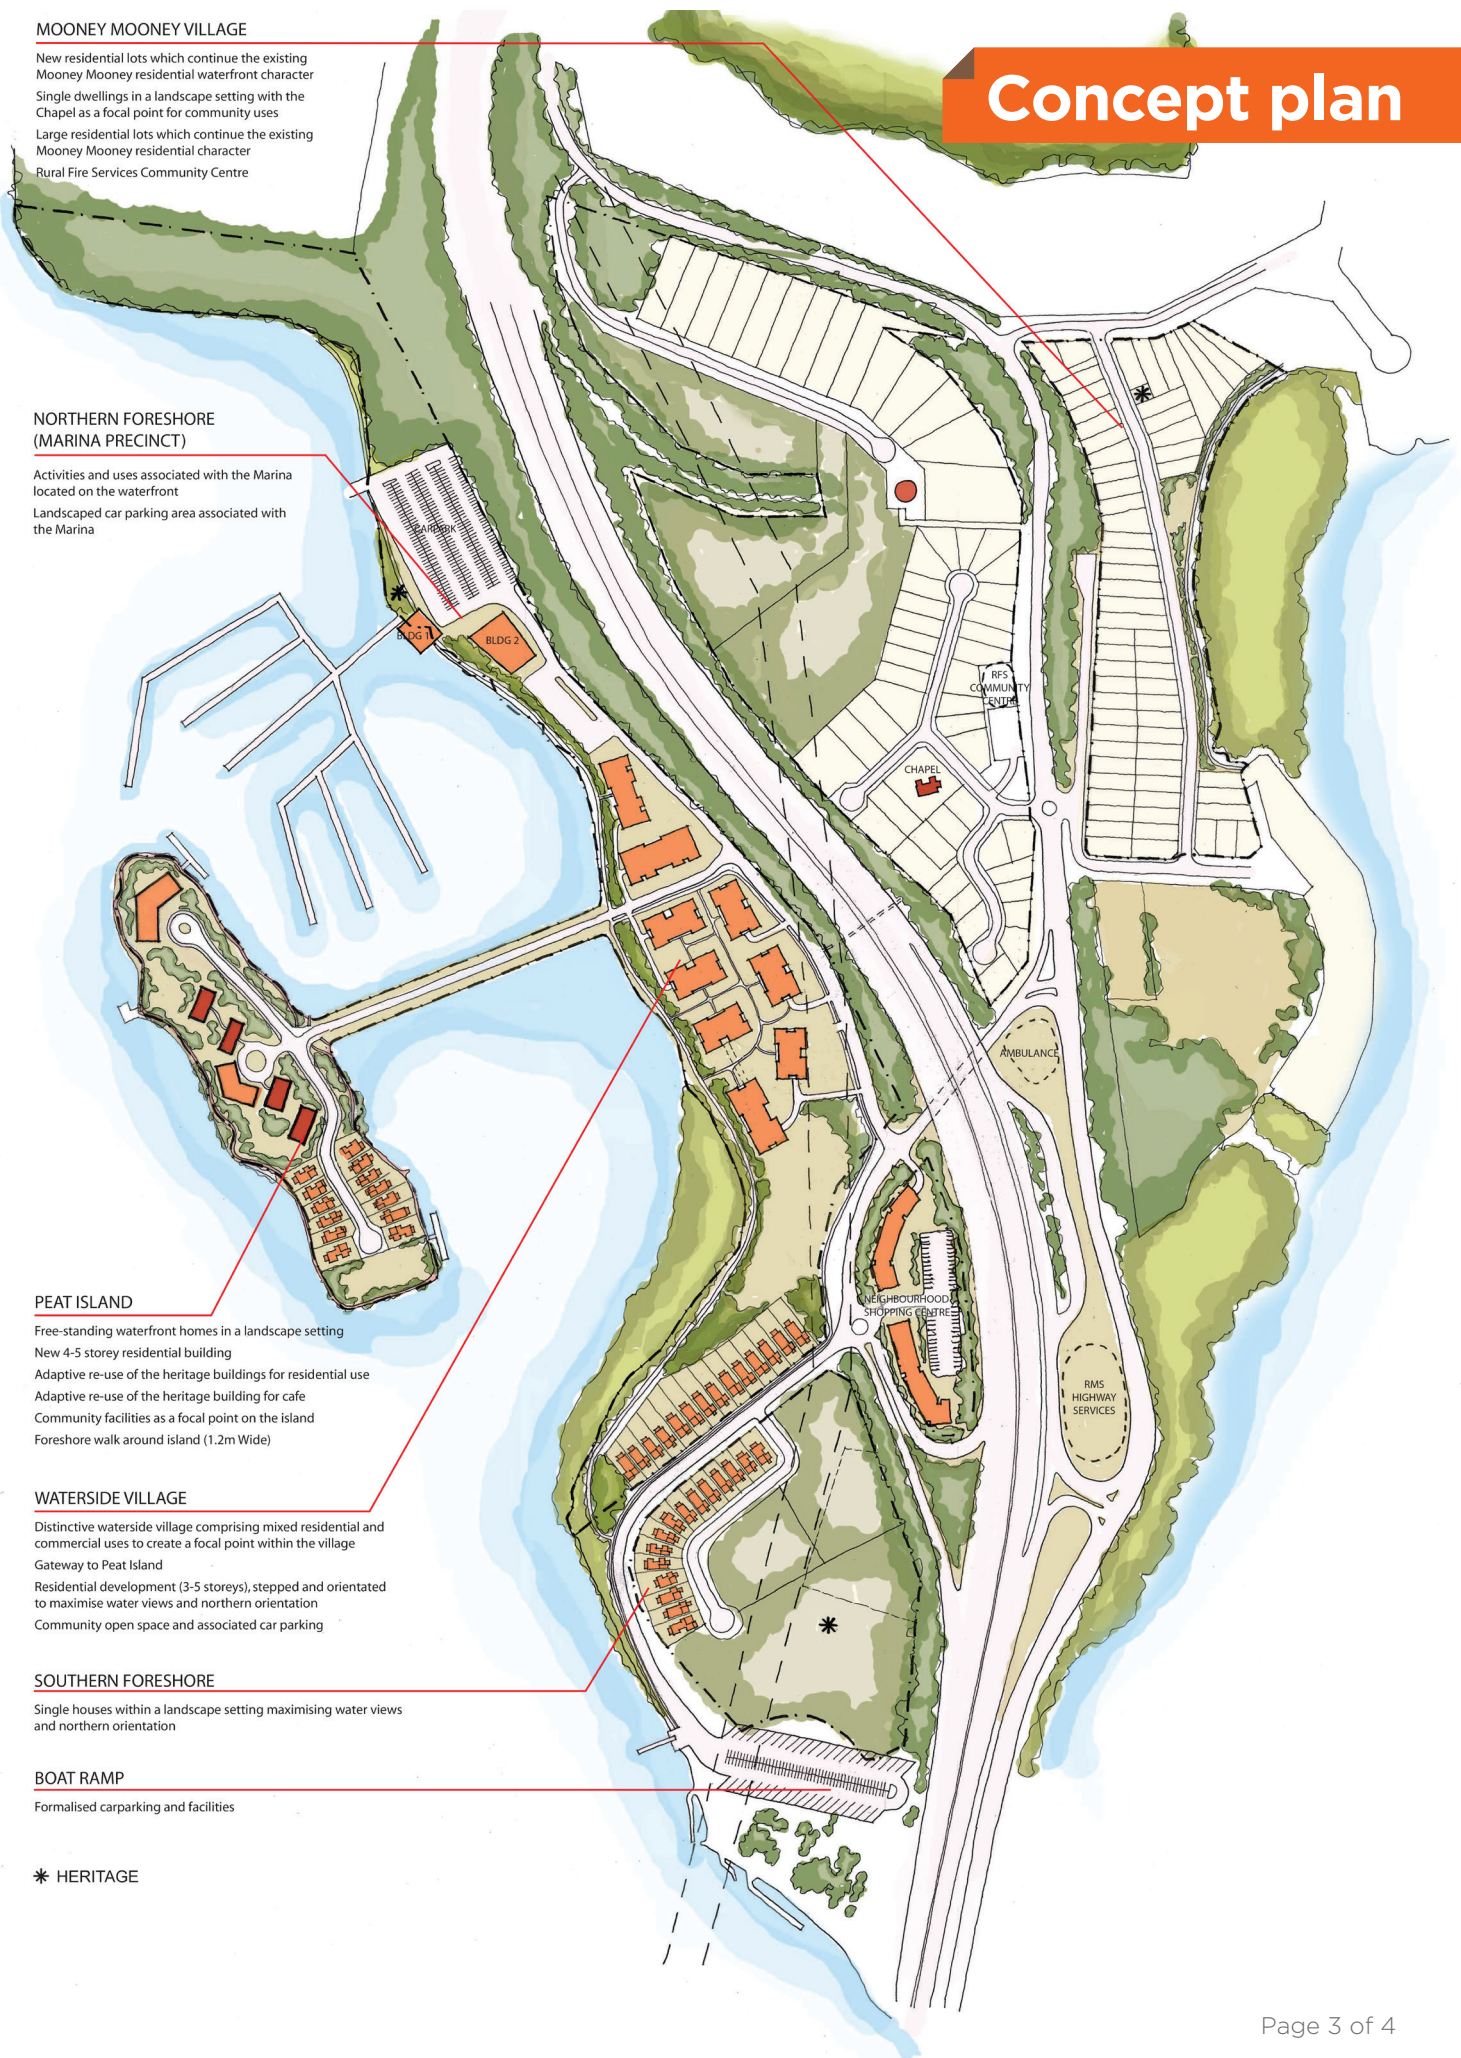 Concept plan
MOONEY MOONEY VILLAGE
New residential lots which continue the existing
Mooney Mooney residential waterfront character
Single dwellings in a landscape setting with the
Chapel as a focal point for community uses
Large residential lots which continue the existing
Mooney Mooney residential character
Rural Fire Services Community Centre
NORTHERN FORESHORE
(MARINA PRECINCT)
Activities and uses associated with the Marina
located on the waterfront
Landscaped car parking area associated with
the Marina
CARPARK
BLDG 1
BLDG 2
RFS
COMMUNITY
CENTRE
CHAPEL
AMBULANCE
NEIGHBOURHOOD
SHOPPING CENTRE
RMS
HIGHWAY
SERVICES
PEAT ISLAND
Free-standing waterfront homes in a landscape setting
New 4-5 storey residential building
Adaptive re-use of the heritage buildings for residential use
Adaptive re-use of the heritage building for cafe
Community facilities as a focal point on the island
Foreshore walk around island (1.2m Wide)
WATERSIDE VILLAGE
Distinctive waterside village comprising mixed residential and
commercial uses to create a focal point within the village
Gateway to Peat Island
Residential development (3-5 storeys), stepped and orientated
to maximise water views and northern orientation
Community open space and associated car parking
SOUTHERN FORESHORE
Single houses within a landscape setting maximising water views
and northern orientation
BOAT RAMP
Formalised carparking and facilities
HERITAGE
Page 3 of 4